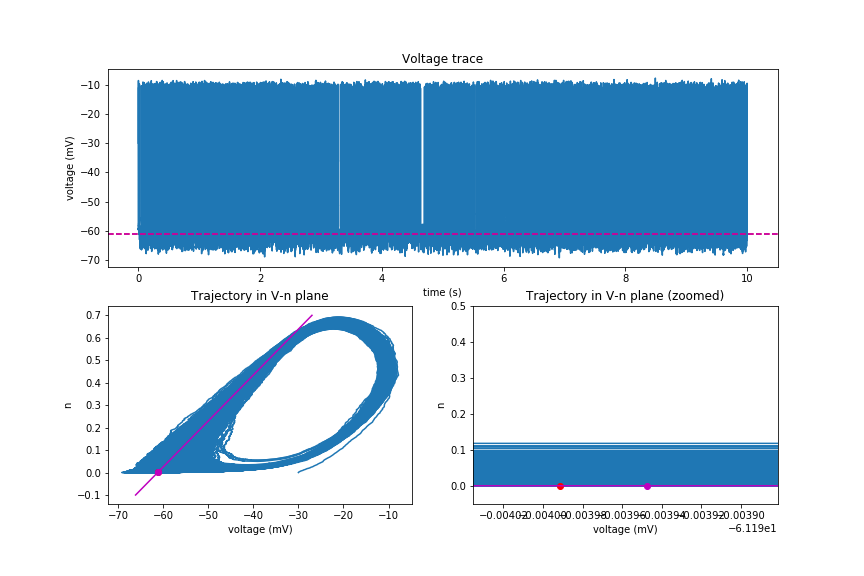 Voltage trace
−10
−20
−30
−40
−50
−60
−70
voltage (mV)
0 2 4 6 8 10
time (s)
Trajectory in V-n plane
0.7
0.6
0.5
0.4
0.3
0.2
0.1
0.0
−0.1
n
−70 −60 −50 −40 −30 −20 −10
voltage (mV)
Trajectory in V-n plane (zoomed)
0.5
0.4
0.3
0.2
0.1
0.0
n
−0.00402 −0.00400 −0.00398 −0.00396 −0.00394 −0.00392 −0.00390
voltage (mV)
−6.119e1